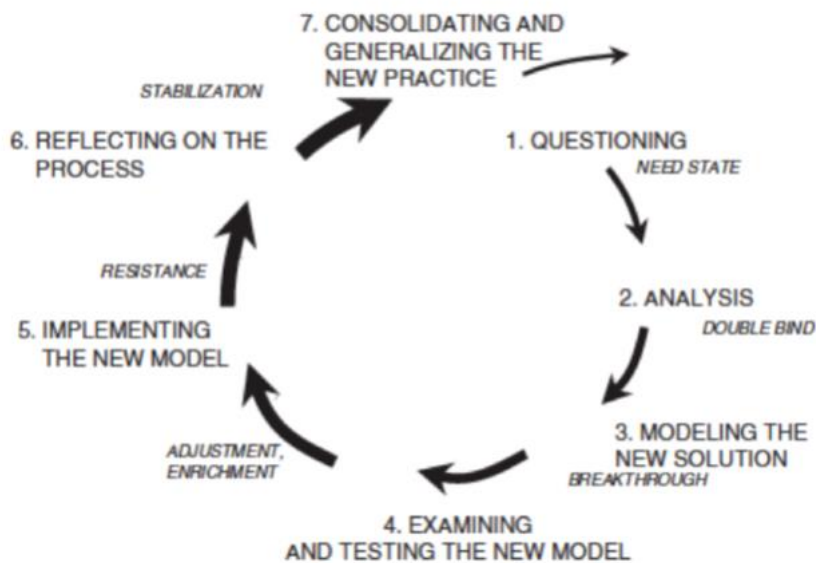 7. CONSOLIDATING AND
GENERALIZING THE
NEW PRACTICE
STABILIZATION
6. REFLECTING ON THE
PROCESS
1. QUESTIONING
NEED STATE
RESISTANCE
2. ANALYSIS
DOUBLE BIND
5. IMPLEMENTING
THE NEW MODEL
3. MODELING THE
NEW SOLUTION
BREAKTHROUGH
ADJUSTMENT,
ENRICHMENT
4. EXAMINING
AND TESTING THE NEW MODEL